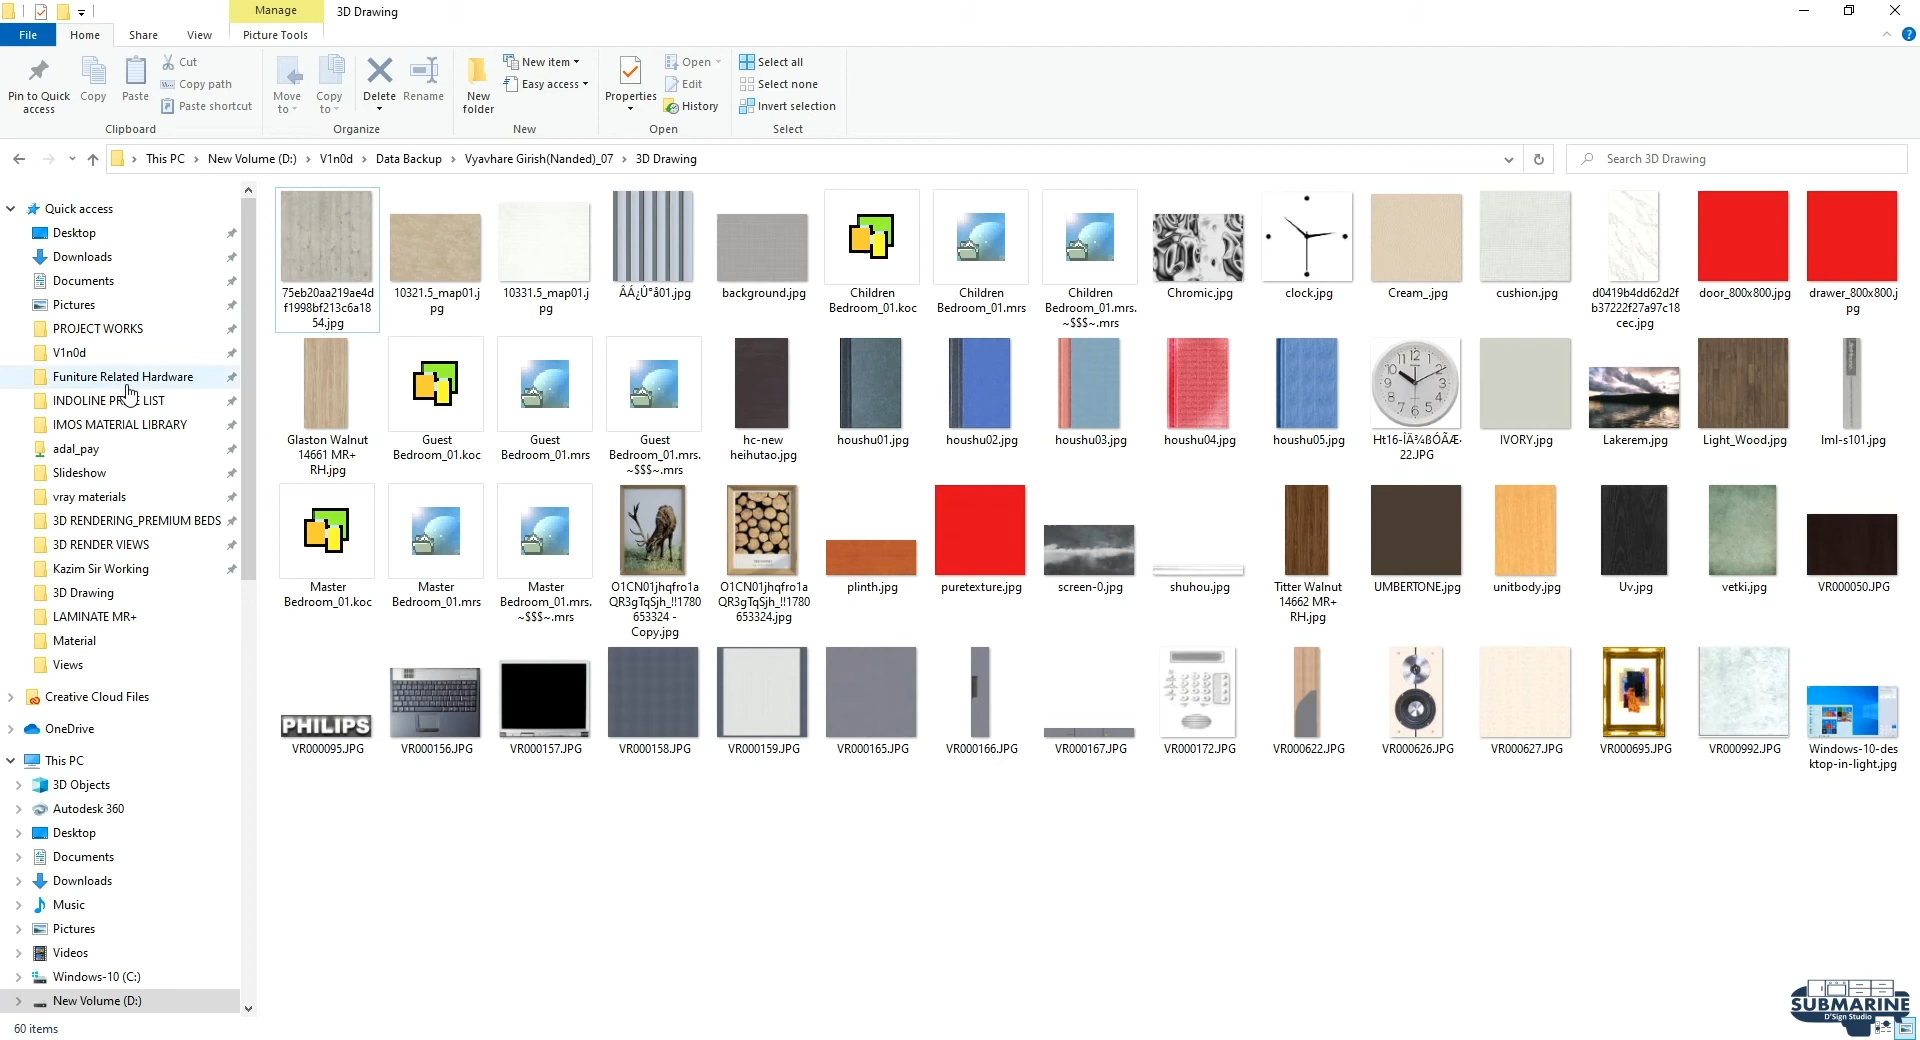 Manage
3D Drawing
File
Home
Share
View
Picture Tools
Pin to Quick access
Copy
Paste
Cut
Copy path
Paste shortcut
Clipboard
Move to
Copy to
Delete
Rename
Organize
New folder
New item
Easy access
New
Properties
Open
Edit
History
Open
Select all
Select none
Invert selection
Select
This PC
New Volume (D:)
V1n0d
Data Backup
Vyavhare Girish(Nanded)_07
3D Drawing
Search 3D Drawing
Quick access
Desktop
Downloads
Documents
Pictures
PROJECT WORKS
V1n0d
Funiture Related Hardware
INDOLINE LIST
IMOS MATERIAL LIBRARY
adal_pay
Slideshow
vray materials
3D RENDERING_PREMIUM BEDS
3D RENDER VIEWS
Kazim Sir Working
3D Drawing
LAMINATE MR+
Material
Views
Creative Cloud Files
OneDrive
This PC
3D Objects
Autodesk 360
Desktop
Documents
Downloads
Music
Pictures
Videos
Windows-10 (C:)
New Volume (D:)
60 items
75eb20aa219ae4d
f1998bf213c6a18
54.jpg
10321.5_map01.j
pg
10331.5_map01.j
pg
ÂÁ¿Û°å01.jpg
background.jpg
Children
Bedroom_01.koc
Children
Bedroom_01.mrs
Children
Bedroom_01.mrs.
~$$$~.mrs
Chromic.jpg
clock.jpg
Cream_.jpg
cushion.jpg
d0419b4dd62d2f
b37222f27a97c18
cec.jpg
door_800x800.jpg
drawer_800x800.j
pg
Glaston Walnut
14661 MR+
RH.jpg
Guest
Bedroom_01.koc
Guest
Bedroom_01.mrs
Guest
Bedroom_01.mrs.
~$$$~.mrs
hc-new
heihutao.jpg
houshu01.jpg
houshu02.jpg
houshu03.jpg
houshu04.jpg
houshu05.jpg
Ht16-ÎÄ¾ßÓÃÆ·
22.JPG
IVORY.jpg
Lakerem.jpg
Light_Wood.jpg
lml-s101.jpg
Master
Bedroom_01.koc
Master
Bedroom_01.mrs
Master
Bedroom_01.mrs.
~$$$~.mrs
O1CN01jhqfro1a
QR3gTqSjh_!!1780
653324 -
Copy.jpg
O1CN01jhqfro1a
QR3gTqSjh_!!1780
653324.jpg
plinth.jpg
puretexture.jpg
screen-0.jpg
shuhou.jpg
Titter Walnut
14662 MR+
RH.jpg
UMBERTONE.jpg
unitbody.jpg
Uv.jpg
vetki.jpg
VR000050.JPG
PHILIPS
VR000095.JPG
VR000156.JPG
VR000157.JPG
VR000158.JPG
VR000159.JPG
VR000165.JPG
VR000166.JPG
VR000167.JPG
VR000172.JPG
VR000622.JPG
VR000626.JPG
VR000627.JPG
VR000695.JPG
VR000992.JPG
Windows-10-des
ktop-in-light.jpg
SUBMARINE
D'Sign Studio